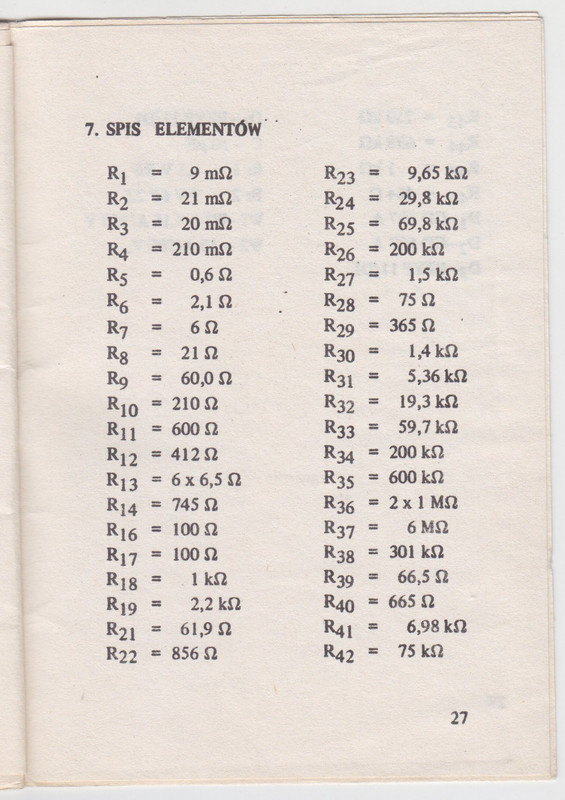 7. SPIS ELEMENTÓW
R1 = 9 mΩ
R2 = 21 mΩ
R3 = 20 mΩ
R4 = 210 mΩ
R5 = 0,6 Ω
R6 = 2,1 Ω
R7 = 6 Ω
R8 = 21 Ω
R9 = 60,0 Ω
R10 = 210 Ω
R11 = 600 Ω
R12 = 412 Ω
R13 = 6 x 6,5 Ω
R14 = 745 Ω
R16 = 100 Ω
R17 = 100 Ω
R18 = 1 kΩ
R19 = 2,2 kΩ
R21 = 61,9 Ω
R22 = 856 Ω
R23 = 9,65 kΩ
R24 = 29,8 kΩ
R25 = 69,8 kΩ
R26 = 200 kΩ
R27 = 1,5 kΩ
R28 = 75 Ω
R29 = 365 Ω
R30 = 1,4 kΩ
R31 = 5,36 kΩ
R32 = 19,3 kΩ
R33 = 59,7 kΩ
R34 = 200 kΩ
R35 = 600 kΩ
R36 = 2 x 1 MΩ
R37 = 6 MΩ
R38 = 301 kΩ
R39 = 66,5 Ω
R40 = 665 Ω
R41 = 6,98 kΩ
R42 = 75 kΩ
27